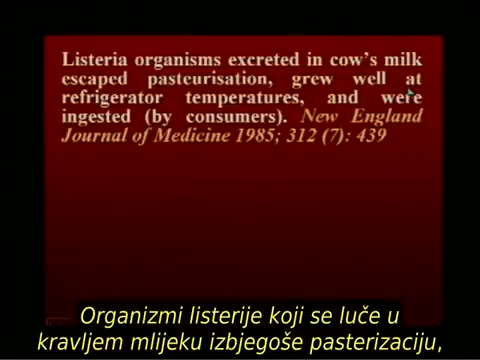 Listeria organisms excreted in cow's milk
escaped pasteurisation, grew well at
refrigerator temperatures, and were
ingested (by consumers). New England
Journal of Medicine 1985; 312 (7): 439
Organizmi listerije koji se luče u
kravljem mlijeku izbjegoše pasterizaciju,